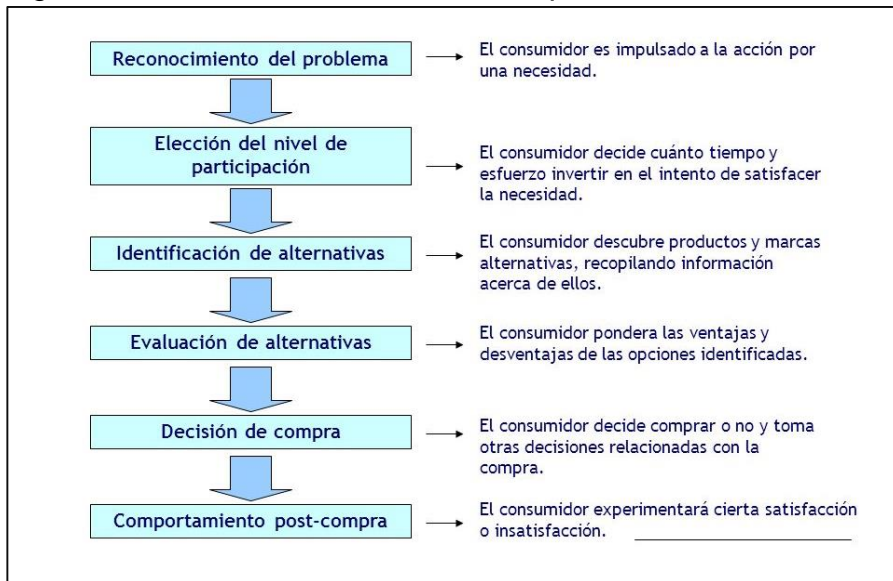 Reconocimiento del problema
El consumidor es impulsado a la acción por
una necesidad.
Elección del nivel de
participación
El consumidor decide cuánto tiempo y
esfuerzo invertir en el intento de satisfacer
la necesidad.
Identificación de alternativas
El consumidor descubre productos y marcas
alternativas, recopilando información
acerca de ellos.
Evaluación de alternativas
El consumidor pondera las ventajas y
desventajas de las opciones identificadas.
Decisión de compra
El consumidor decide comprar o no y toma
otras decisiones relacionadas con la
compra.
Comportamiento post-compra
El consumidor experimentará cierta satisfacción
o insatisfacción.